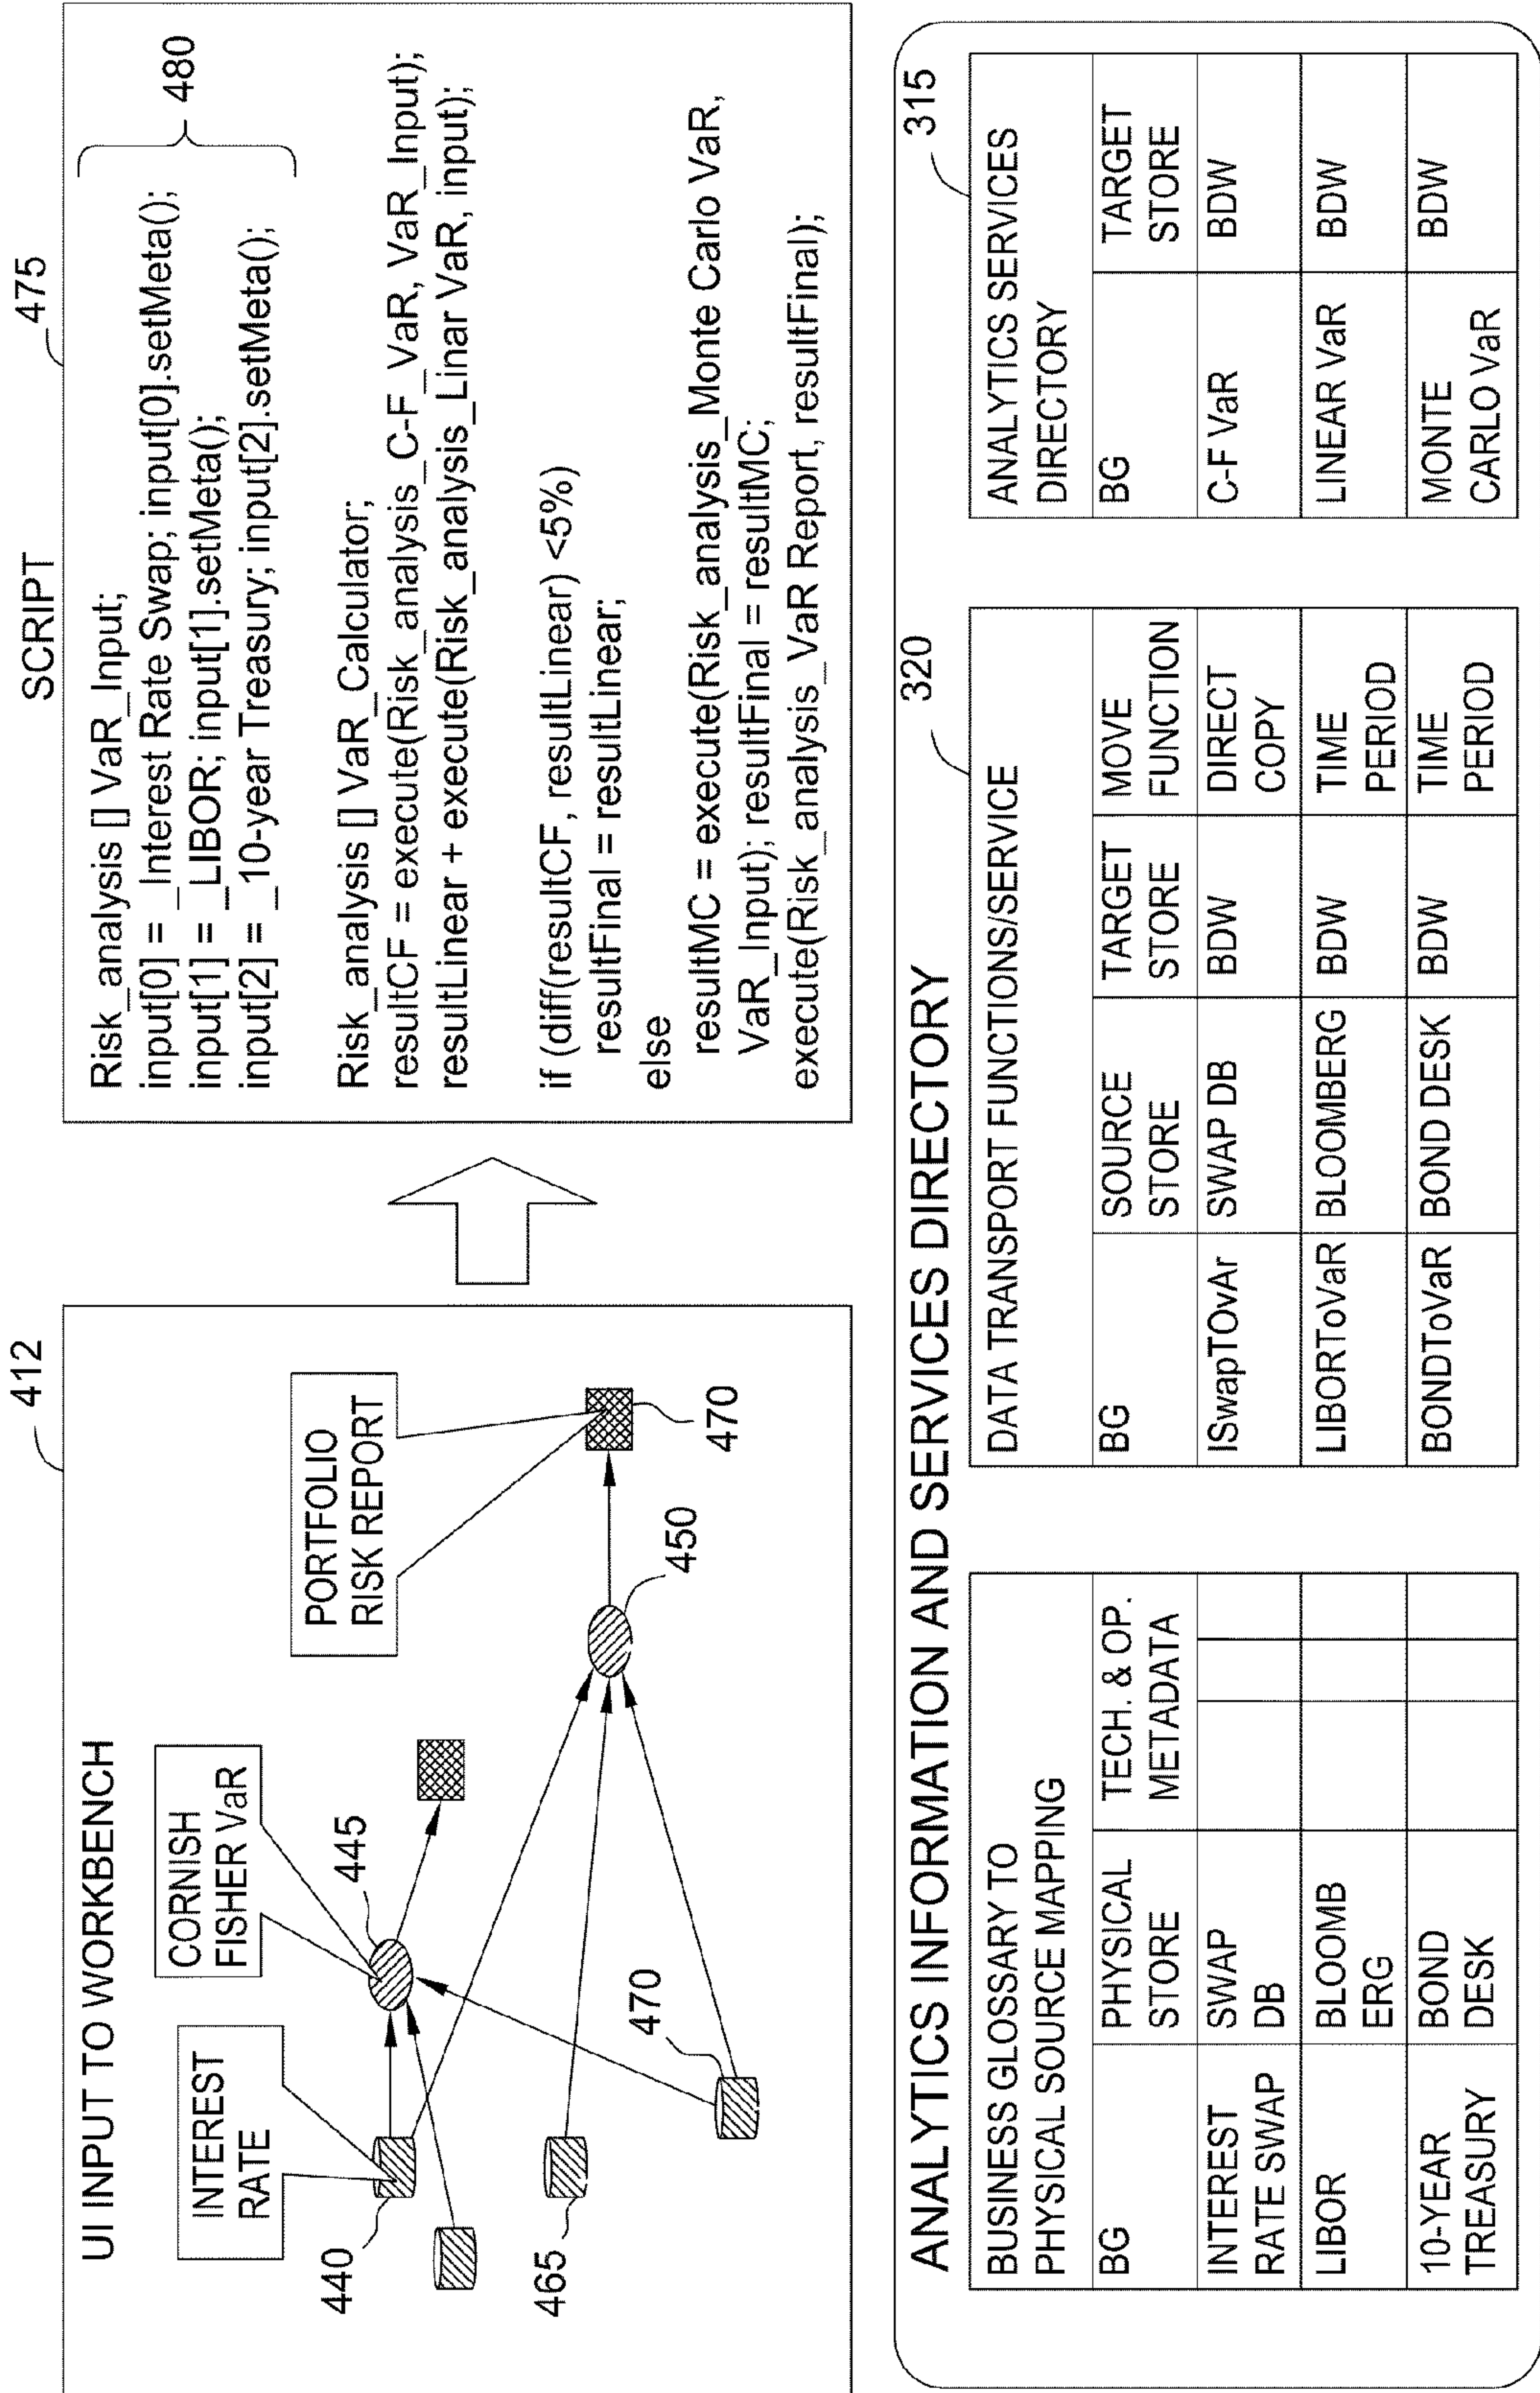 UI INPUT TO WORKBENCH
412
INTEREST
RATE
CORNISH
FISHER VaR
PORTFOLIO
RISK REPORT
440
445
465
470
450
470
SCRIPT
475
Risk_analysis [] VaR_Input;
input[0] = _Interest Rate Swap; input[0].setMeta();
input[1] = _LIBOR; input[1].setMeta();
input[2] = _10-year Treasury; input[2].setMeta();
480
Risk_analysis [] VaR_Calculator;
resultCF = execute(Risk_analysis_C-F_VaR, VaR_Input);
resultLinear + execute(Risk_analysis_Linar VaR, input);
if (diff(resultCF, resultLinear) <5%)
resultFinal = resultLinear;
else
resultMC = execute(Risk_analysis_Monte Carlo VaR,
VaR_Input); resultFinal = resultMC;
execute(Risk_analysis_VaR Report, resultFinal);
ANALYTICS INFORMATION AND SERVICES DIRECTORY
BUSINESS GLOSSARY TO
PHYSICAL SOURCE MAPPING
BG
PHYSICAL
STORE
TECH. & OP.
METADATA
INTEREST
RATE SWAP
SWAP
DB
LIBOR
BLOOMB
ERG
10-YEAR
TREASURY
BOND
DESK
320
DATA TRANSPORT FUNCTIONS/SERVICE
BG
SOURCE
STORE
TARGET
STORE
MOVE
FUNCTION
ISwapTOvAr
SWAP DB
BDW
DIRECT
COPY
LIBORToVaR
BLOOMBERG
BDW
TIME
PERIOD
BONDToVaR
BOND DESK
BDW
TIME
PERIOD
315
ANALYTICS SERVICES
DIRECTORY
BG
TARGET
STORE
C-F VaR
BDW
LINEAR VaR
BDW
MONTE
CARLO VaR
BDW